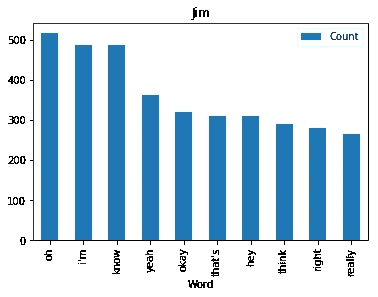 Jim
Count
500
400
300
200
100
0
oh
i'm
know
yeah
okay
that's
hey
think
right
really
Word